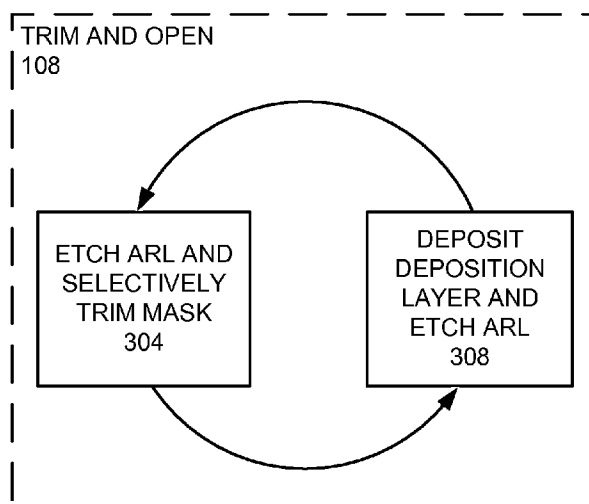 TRIM AND OPEN
108
ETCH ARL AND
SELECTIVELY
TRIM MASK
304
DEPOSIT
DEPOSITION
LAYER AND
ETCH ARL
308